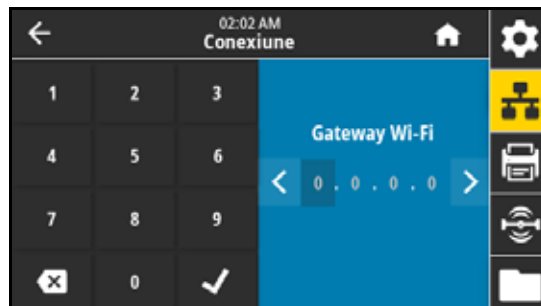 02:02 AM
Conexiune
1 2 3
4 5 6
7 8 9
0
Gateway Wi-Fi
0 . 0 . 0 . 0